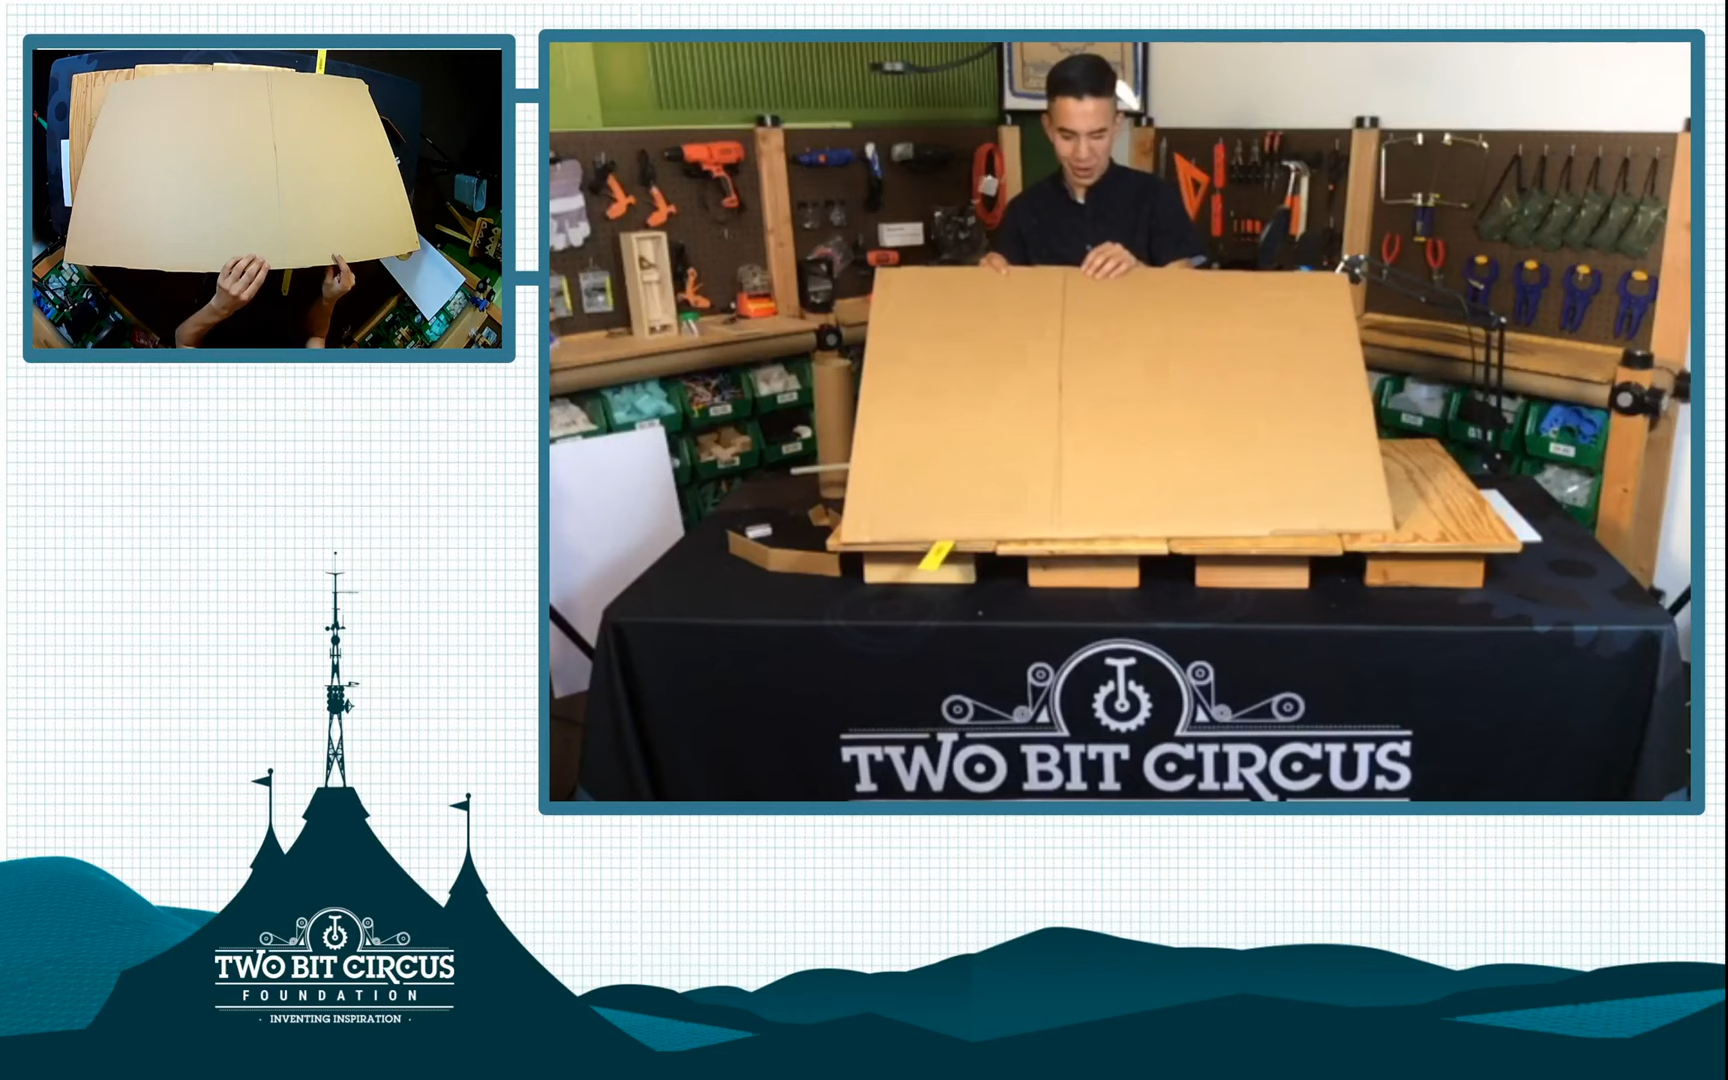 TWO BIT CIRCUS
TWO BIT CIRCUS
FOUNDATION
· INVENTING INSPIRATION ·